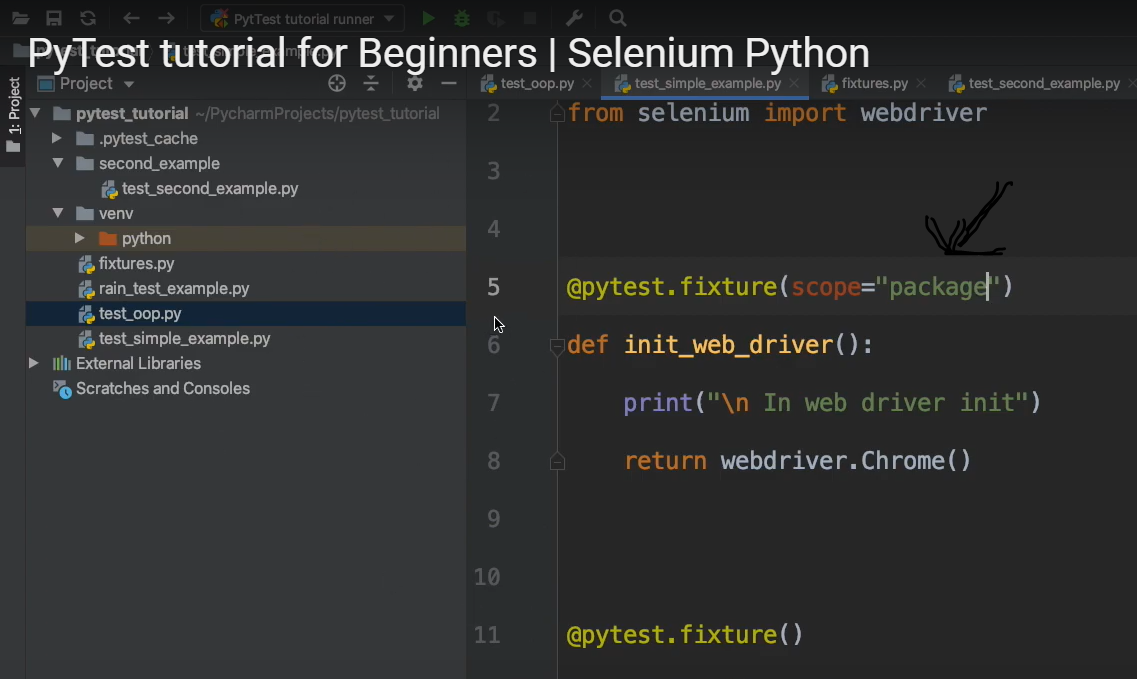 PyTest tutorial runner
PyTest tutorial for Beginners | Selenium Python
1: Project
Project
test_oop.py
test_simple_example.py
fixtures.py
test_second_example.py
pytest_tutorial ~/PycharmProjects/pytest_tutorial
.pytest_cache
second_example
test_second_example.py
venv
python
fixtures.py
rain_test_example.py
test_oop.py
test_simple_example.py
External Libraries
Scratches and Consoles
2 from selenium import webdriver
3
4
5 @pytest.fixture(scope="package")
6 def init_web_driver():
7 print("\n In web driver init")
8 return webdriver.Chrome()
9
10
11 @pytest.fixture()